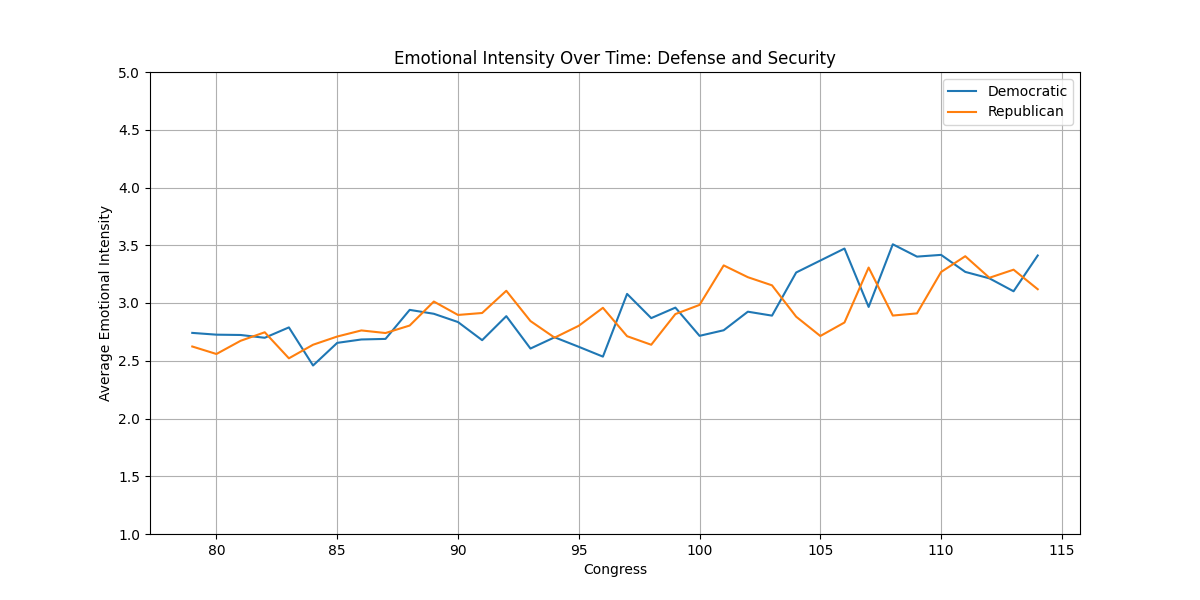 Emotional Intensity Over Time: Defense and Security
Democratic
Republican
Average Emotional Intensity
5.0
4.5
4.0
3.5
3.0
2.5
2.0
1.5
1.0
80 85 90 95 100 105 110 115
Congress